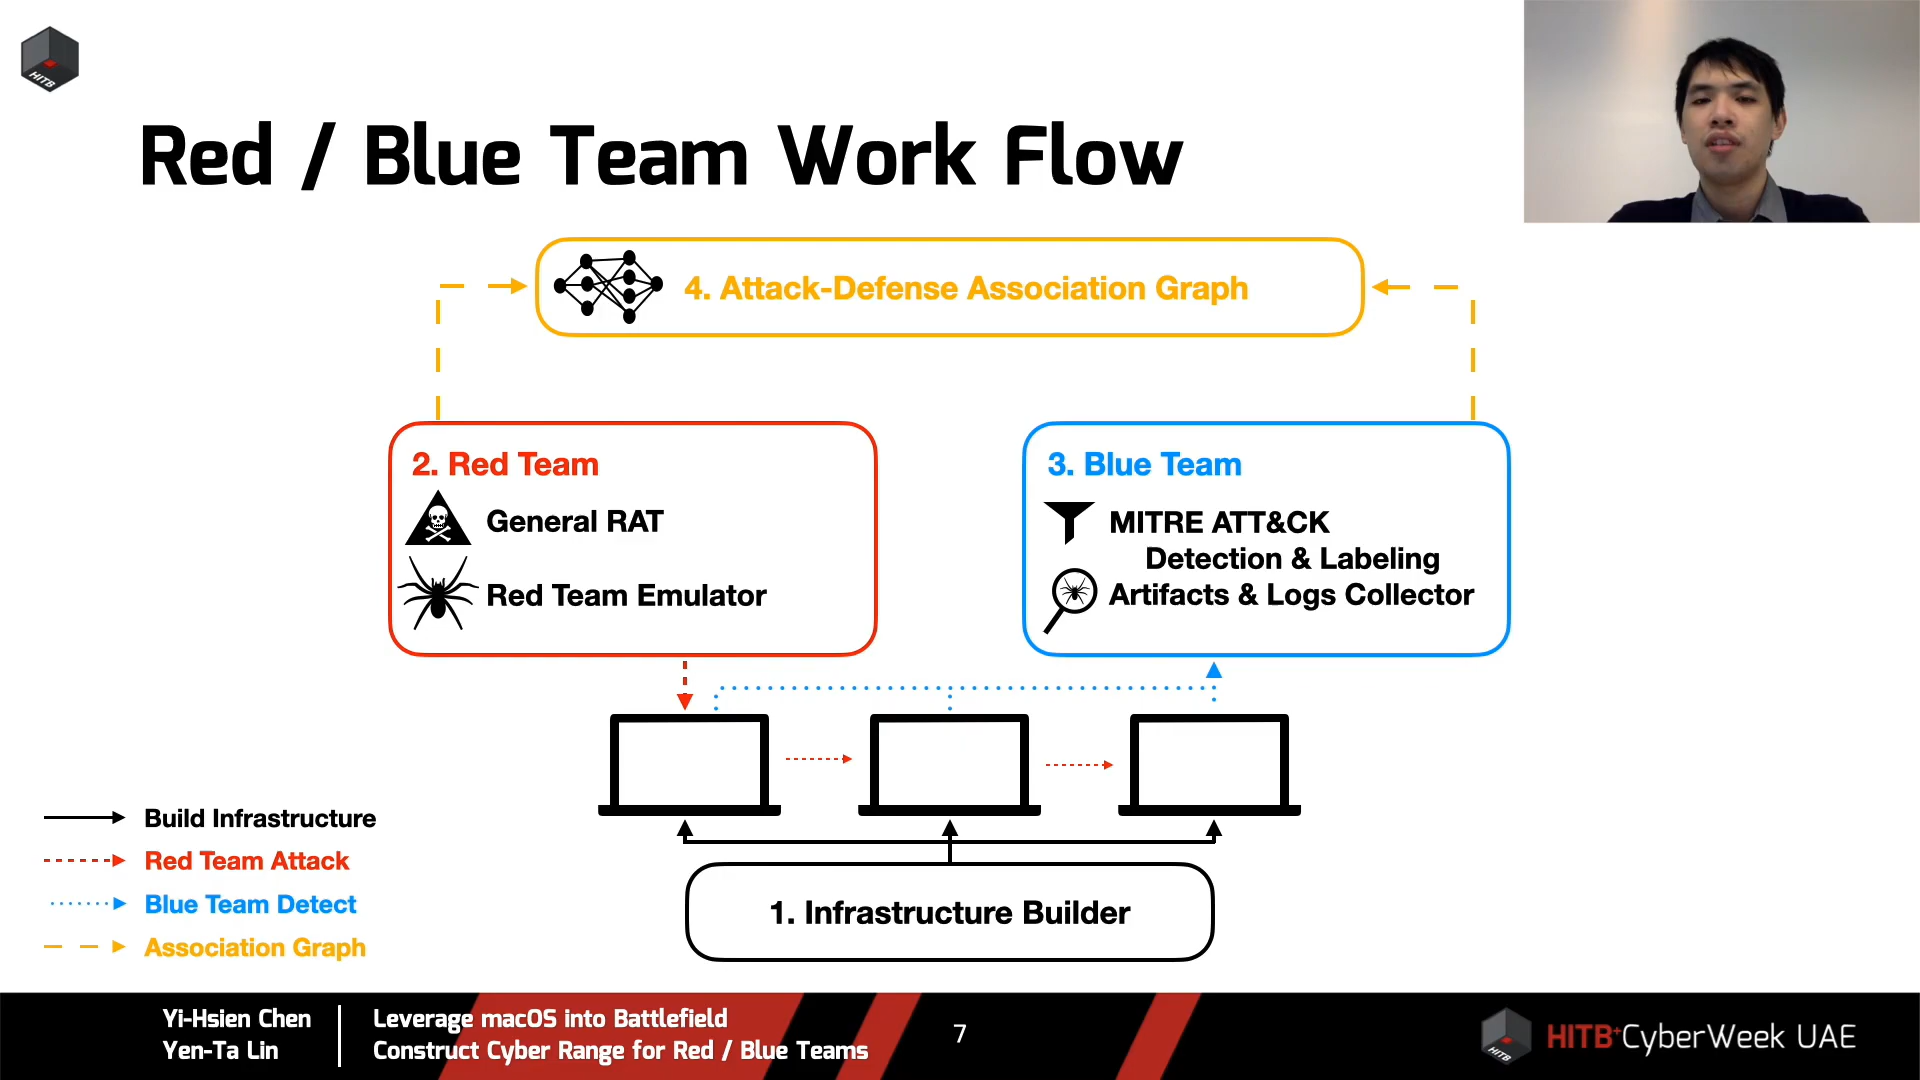 HITB
Red / Blue Team Work Flow
4. Attack-Defense Association Graph
2. Red Team
General RAT
Red Team Emulator
3. Blue Team
MITRE ATT&CK
Detection & Labeling
Artifacts & Logs Collector
Build Infrastructure
Red Team Attack
Blue Team Detect
Association Graph
1. Infrastructure Builder
Yi-Hsien Chen
Yen-Ta Lin
Leverage macOS into Battlefield
Construct Cyber Range for Red / Blue Teams
7
HITB
HITB+CyberWeek UAE